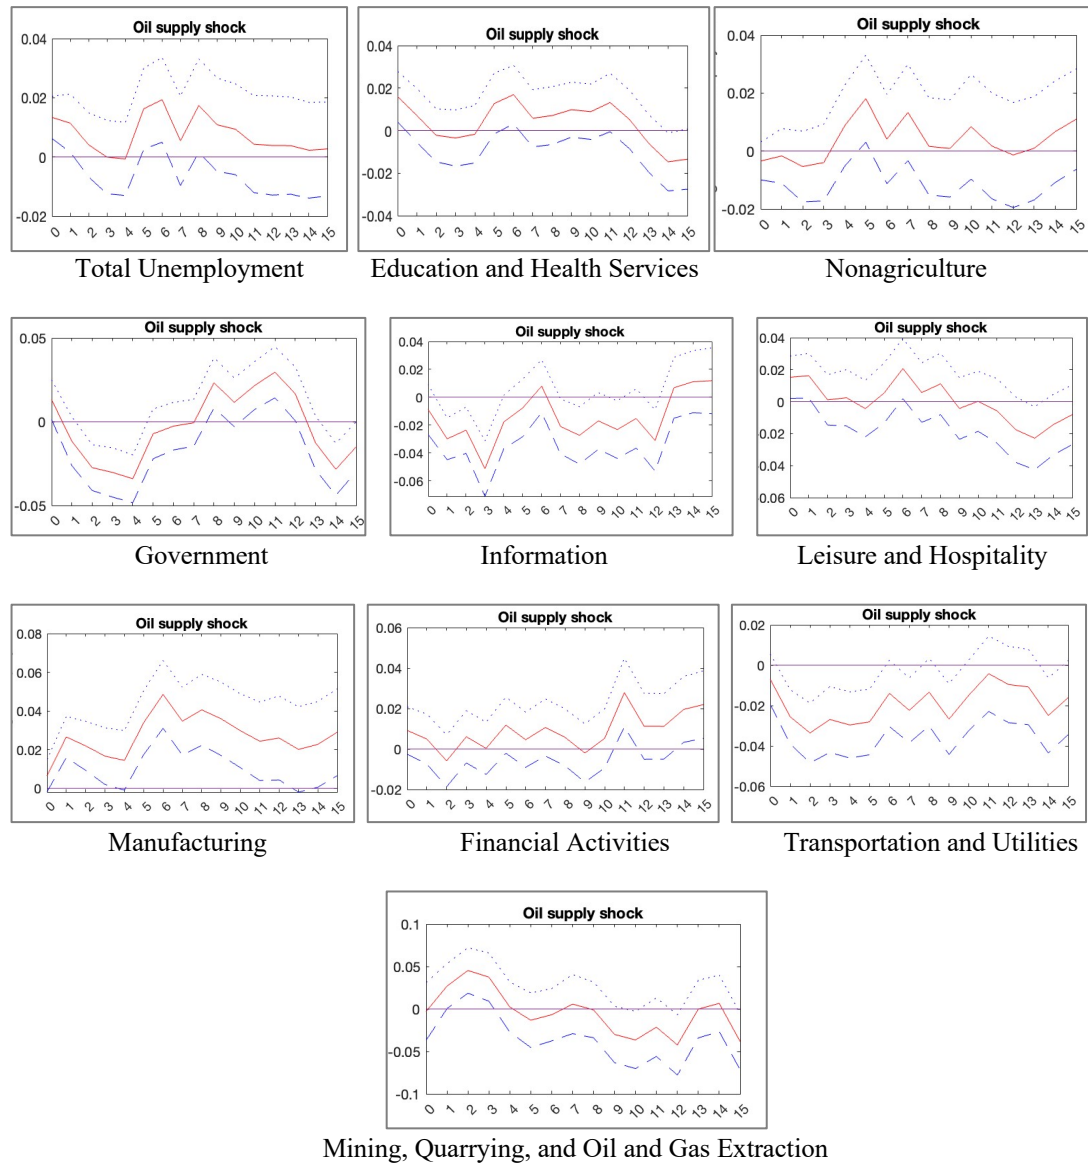 Oil supply shock
0.04
0.02
0
-0.02
0 1 2 3 4 5 6 7 8 9 10 11 12 13 14 15
Total Unemployment
Oil supply shock
0.04
0.02
0
-0.02
0.04
0 1 2 3 4 5 6 7 8 9 10 11 12 13 14 15
Education and Health Services
Oil supply shock
0.04
0.02
0
-0.02
0 1 2 3 4 5 6 7 8 9 10 11 12 13 14 15
Nonagriculture
Oil supply shock
0.05
0
-0.05
0 1 2 3 4 5 6 7 8 9 10 11 12 13 14 15
Government
Oil supply shock
0.04
0.02
0
-0.02
-0.04
-0.06
0 1 2 3 4 5 6 7 8 9 10 11 12 13 14 15
Information
Oil supply shock
0.04
0.02
0
-0.02
-0.04
0.06
0 1 2 3 4 5 6 7 8 9 10 11 12 13 14 15
Leisure and Hospitality
Oil supply shock
0.08
0.06
0.04
0.02
0
0 1 2 3 4 5 6 7 8 9 10 11 12 13 14 15
Manufacturing
Oil supply shock
0.06
0.04
0.02
0
-0.02
0 1 2 3 4 5 6 7 8 9 10 11 12 13 14 15
Financial Activities
Oil supply shock
0.02
0
-0.02
-0.04
-0.06
0 1 2 3 4 5 6 7 8 9 10 11 12 13 14 15
Transportation and Utilities
Oil supply shock
0.1
0.05
0
-0.05
-0.1
0 1 2 3 4 5 6 7 8 9 10 11 12 13 14 15
Mining, Quarrying, and Oil and Gas Extraction